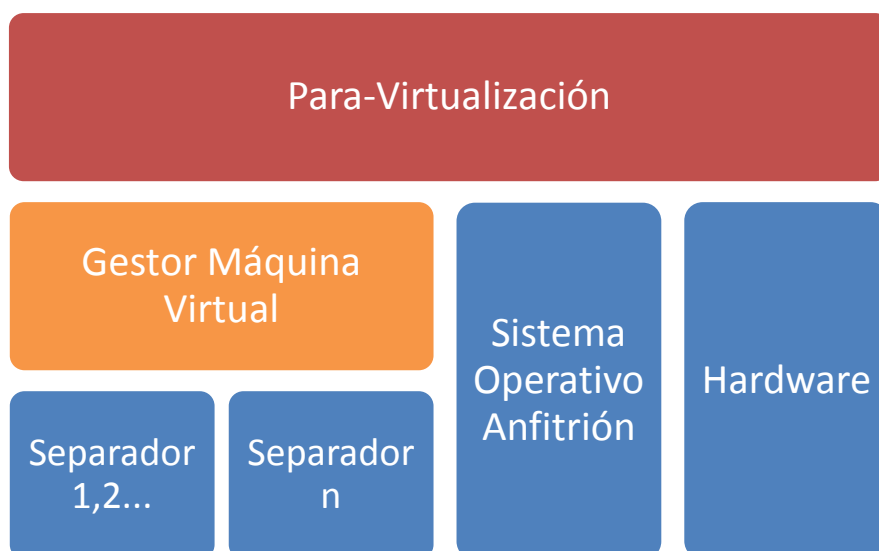 Para-Virtualización
Gestor Máquina
Virtual
Sistema
Operativo
Anfitrión
Hardware
Separador
1,2...
Separador
n